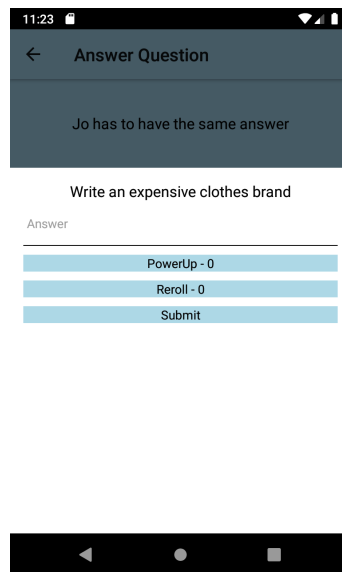 11:23
Answer Question
Jo has to have the same answer
Write an expensive clothes brand
Answer
PowerUp - 0
Reroll - 0
Submit